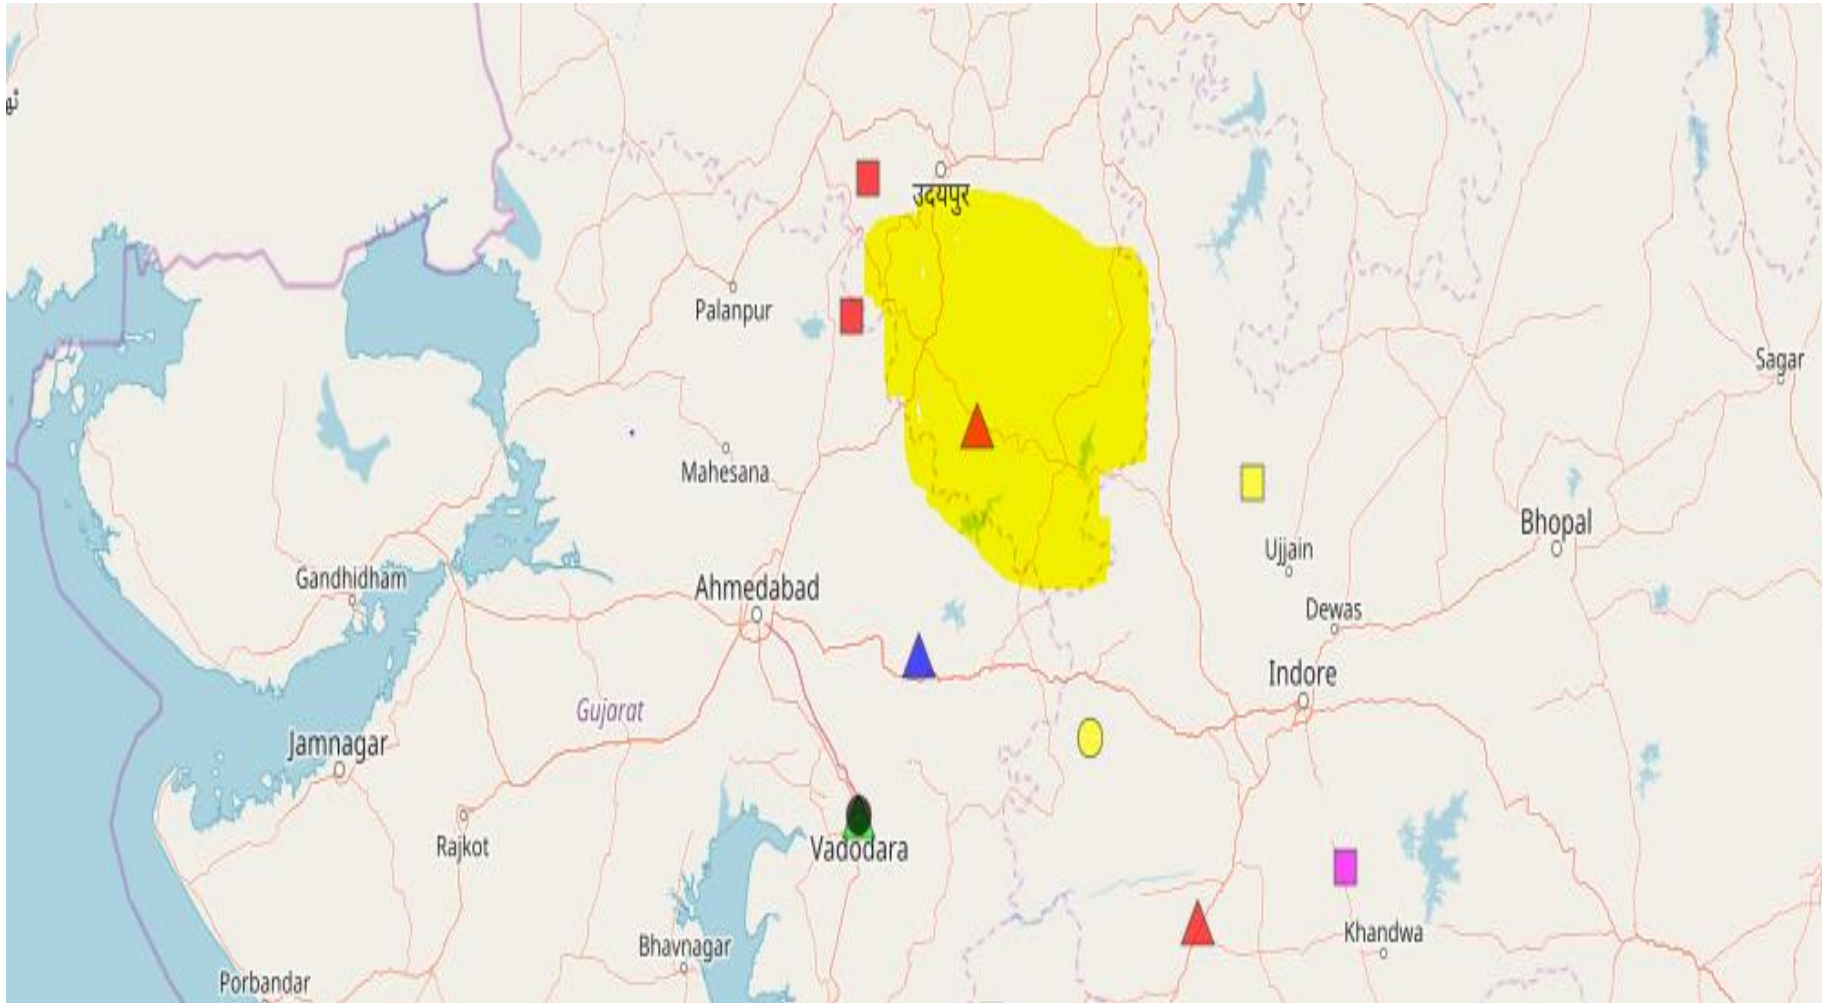 उदयपुर
Palanpur
Sagar
Mahesana
Bhopal
Ujjain
Gandhidham
Ahmedabad
Dewas
Indore
Gujarat
Jamnagar
Rajkot
Vadodara
Khandwa
Bhavnagar
Porbandar